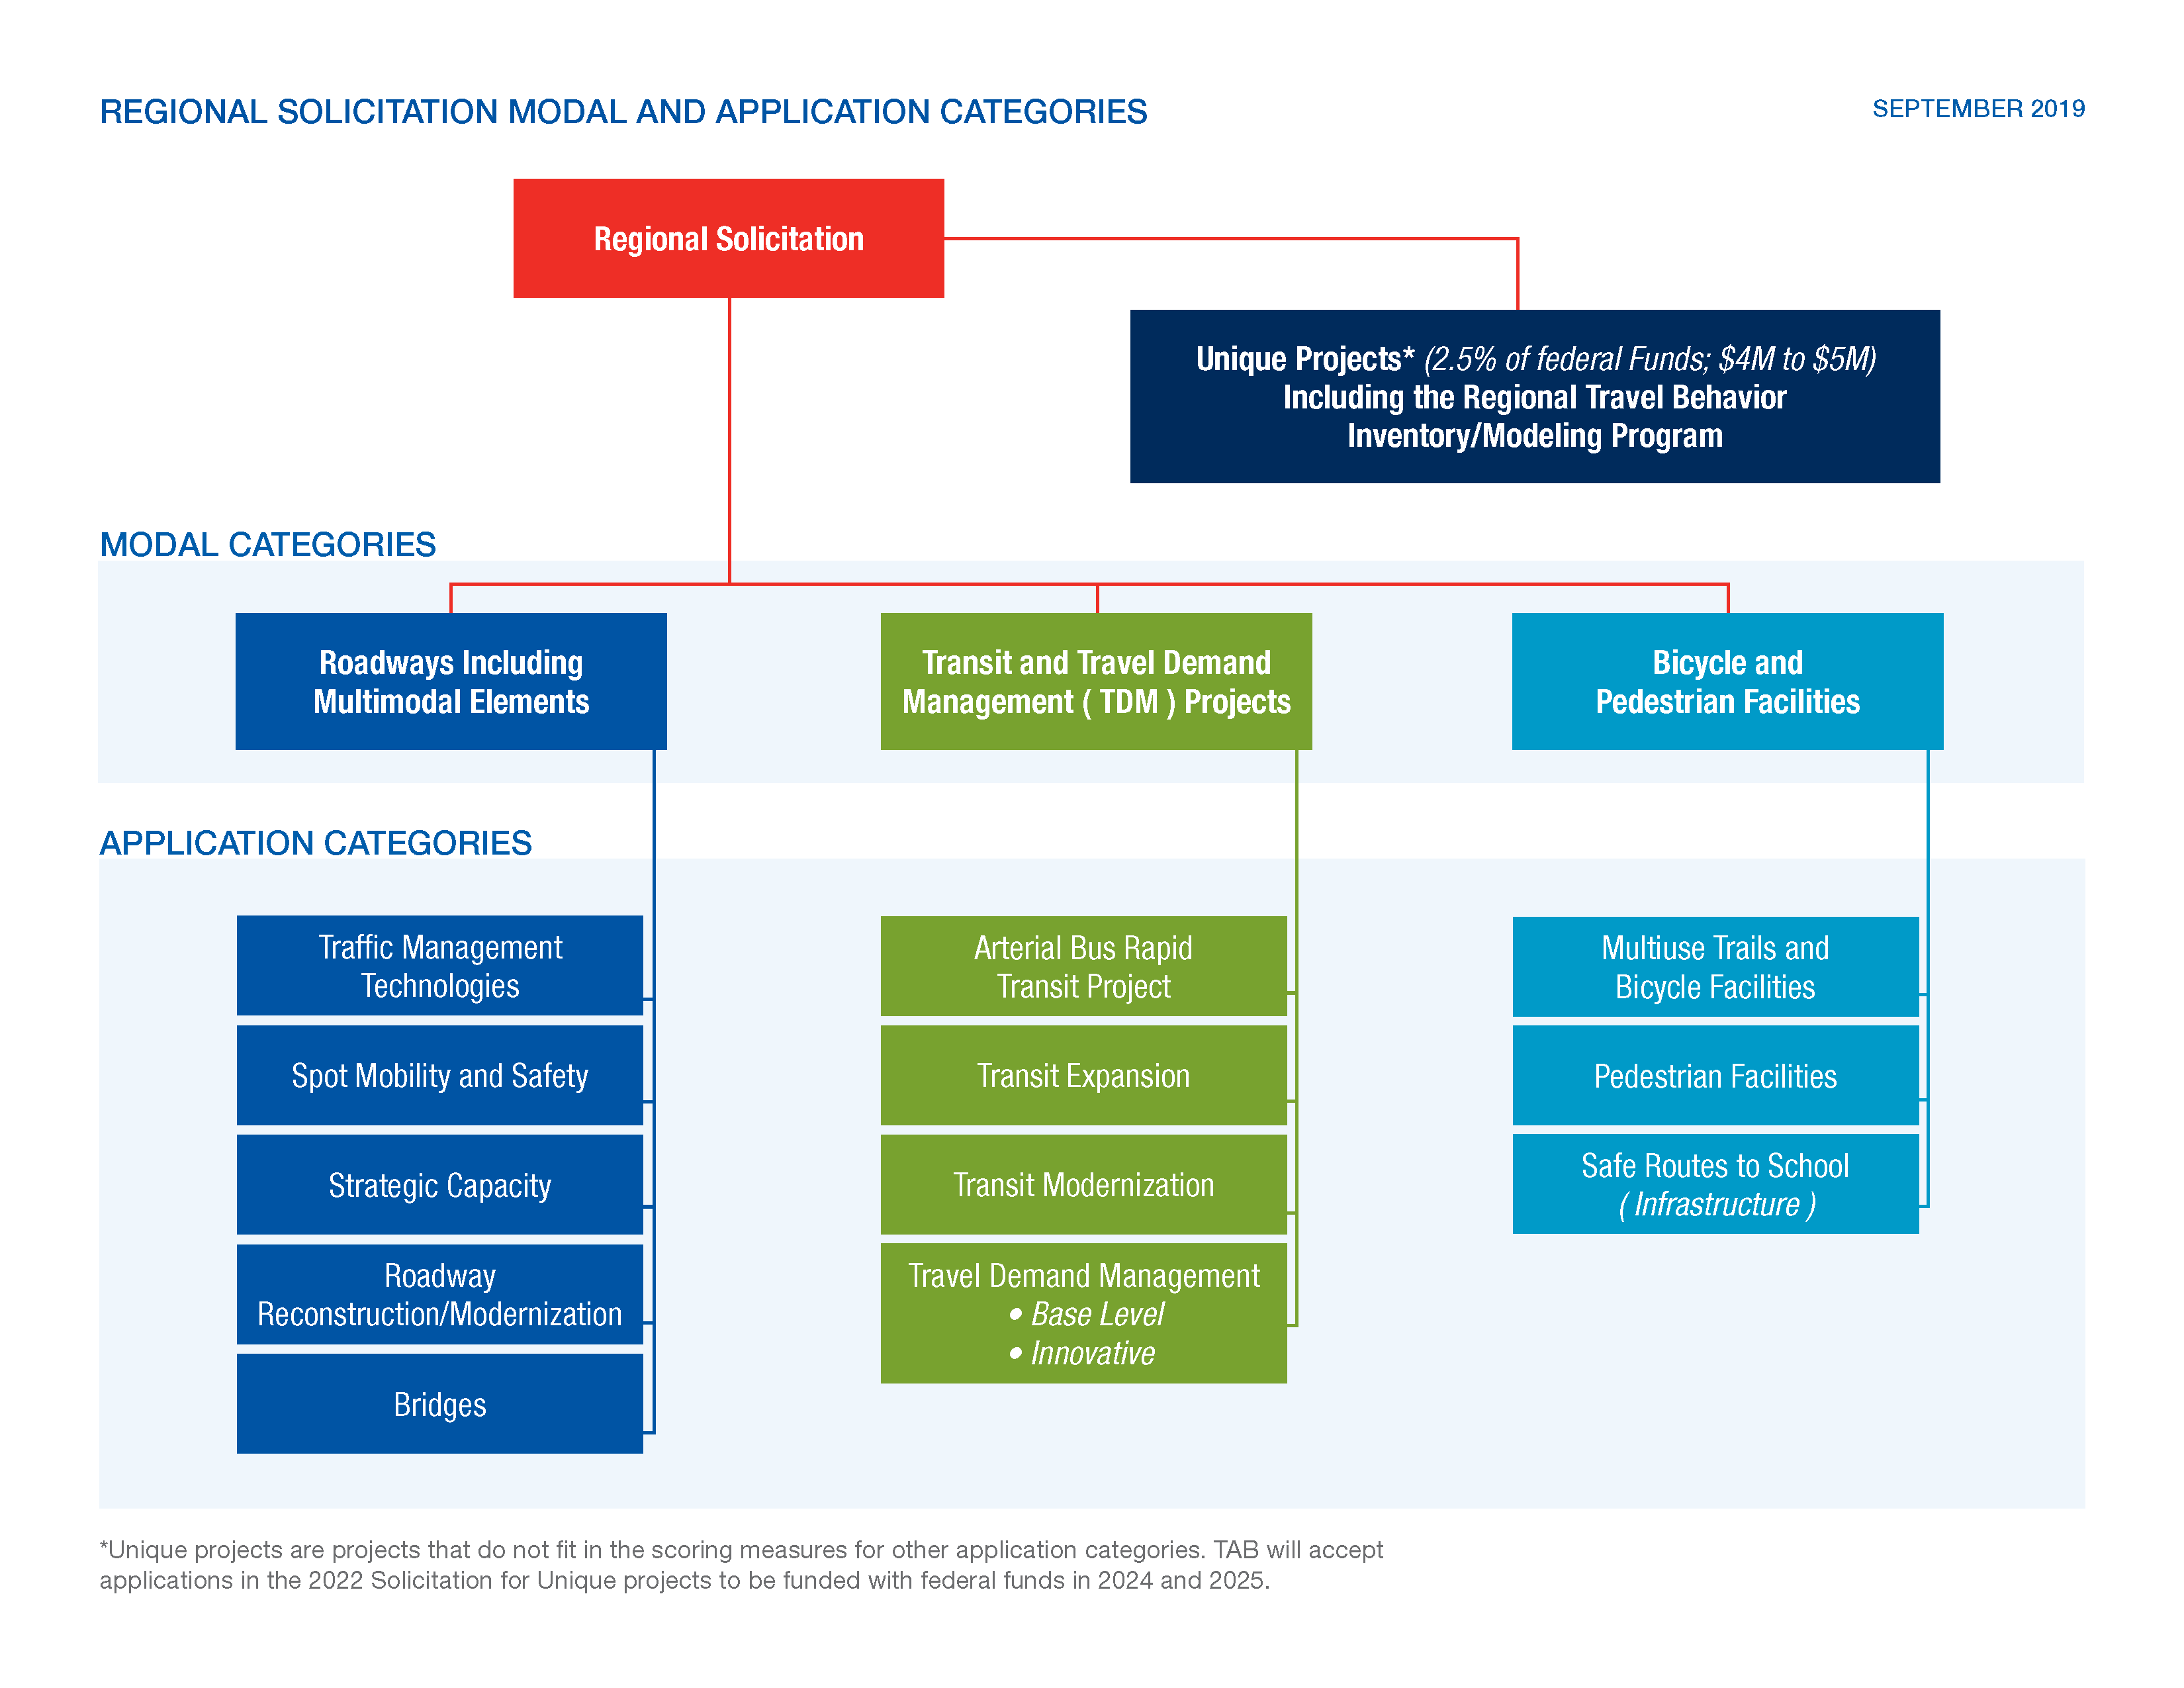 REGIONAL SOLICITATION MODAL AND APPLICATION CATEGORIES
SEPTEMBER 2019
Regional Solicitation
Unique Projects* (2.5% of federal Funds; $4M to $5M)
Including the Regional Travel Behavior
Inventory/Modeling Program
MODAL CATEGORIES
Roadways Including
Multimodal Elements
Transit and Travel Demand
Management ( TDM ) Projects
Bicycle and
Pedestrian Facilities
APPLICATION CATEGORIES
Traffic Management
Technologies
Spot Mobility and Safety
Strategic Capacity
Roadway
Reconstruction/Modernization
Bridges
Arterial Bus Rapid
Transit Project
Transit Expansion
Transit Modernization
Travel Demand Management
• Base Level
• Innovative
Multiuse Trails and
Bicycle Facilities
Pedestrian Facilities
Safe Routes to School
( Infrastructure )
*Unique projects are projects that do not fit in the scoring measures for other application categories. TAB will accept
applications in the 2022 Solicitation for Unique projects to be funded with federal funds in 2024 and 2025.